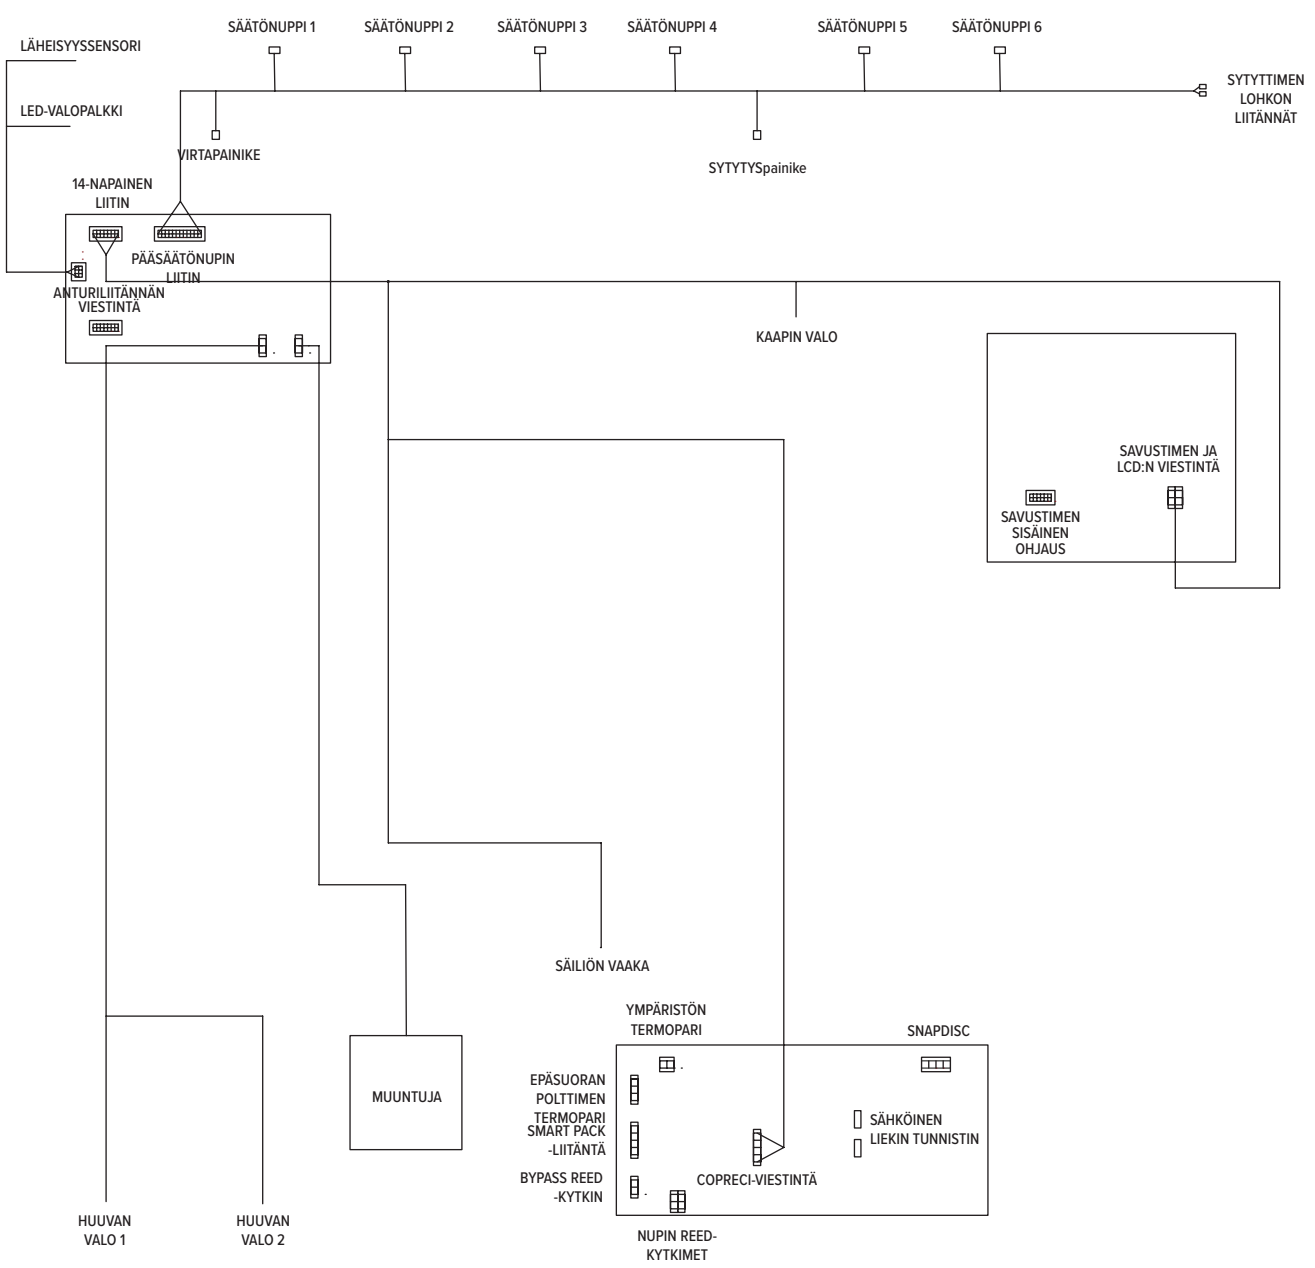 SÄÄTÖNUPPI 1
SÄÄTÖNUPPI 2
SÄÄTÖNUPPI 3
SÄÄTÖNUPPI 4
SÄÄTÖNUPPI 5
SÄÄTÖNUPPI 6
LÄHEISYYSSENSORI
SYTYTTIMEN
LOHKON
LIITÄNNÄT
LED-VALOPALKKI
VIRTAPAINIKE
SYTYTYSpainike
14-NAPAINEN
LIITIN
PÄÄSÄÄTÖNUPIN
LIITIN
ANTURILIITÄNNÄN
VIESTINTÄ
KAAPIN VALO
SAVUSTIMEN JA
LCD:N VIESTINTÄ
SAVUSTIMEN
SISÄINEN
OHJAUS
SÄILIÖN VAAKA
YMPÄRISTÖN
TERMOPARI
SNAPDISC
MUUNTUJA
EPÄSUORAN
POLTTIMEN
TERMOPARI
SMART PACK
-LIITÄNTÄ
SÄHKÖINEN
LIEKIN TUNNISTIN
BYPASS REED
-KYTKIN
COPRECI-VIESTINTÄ
HUUVAN
VALO 1
HUUVAN
VALO 2
NUPIN REED-
KYTKIMET